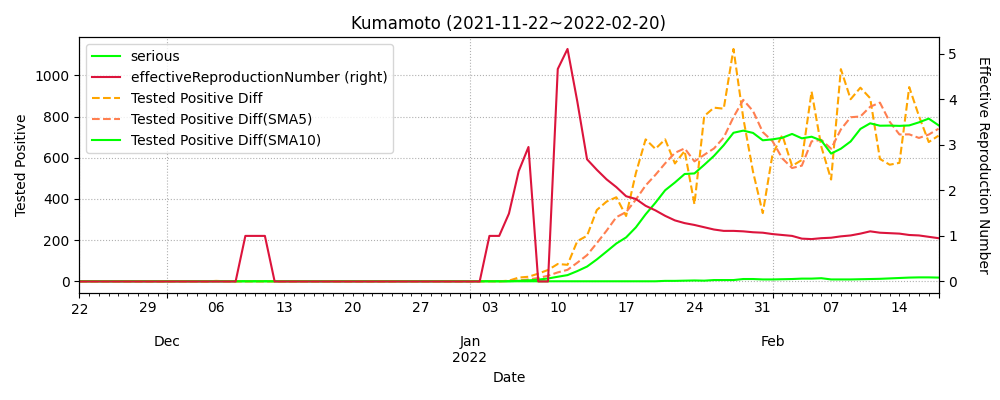 Kumamoto (2021-11-22~2022-02-20)
serious
effectiveReproductionNumber (right)
Tested Positive Diff
Tested Positive Diff(SMA5)
Tested Positive Diff(SMA10)
Tested Positive
1000
800
600
400
200
0
5
4
3
2
1
0
Effective Reproduction Number
22 29 06 13 20 27 03 10 17 24 31 07 14
Dec Jan Feb
2022
Date